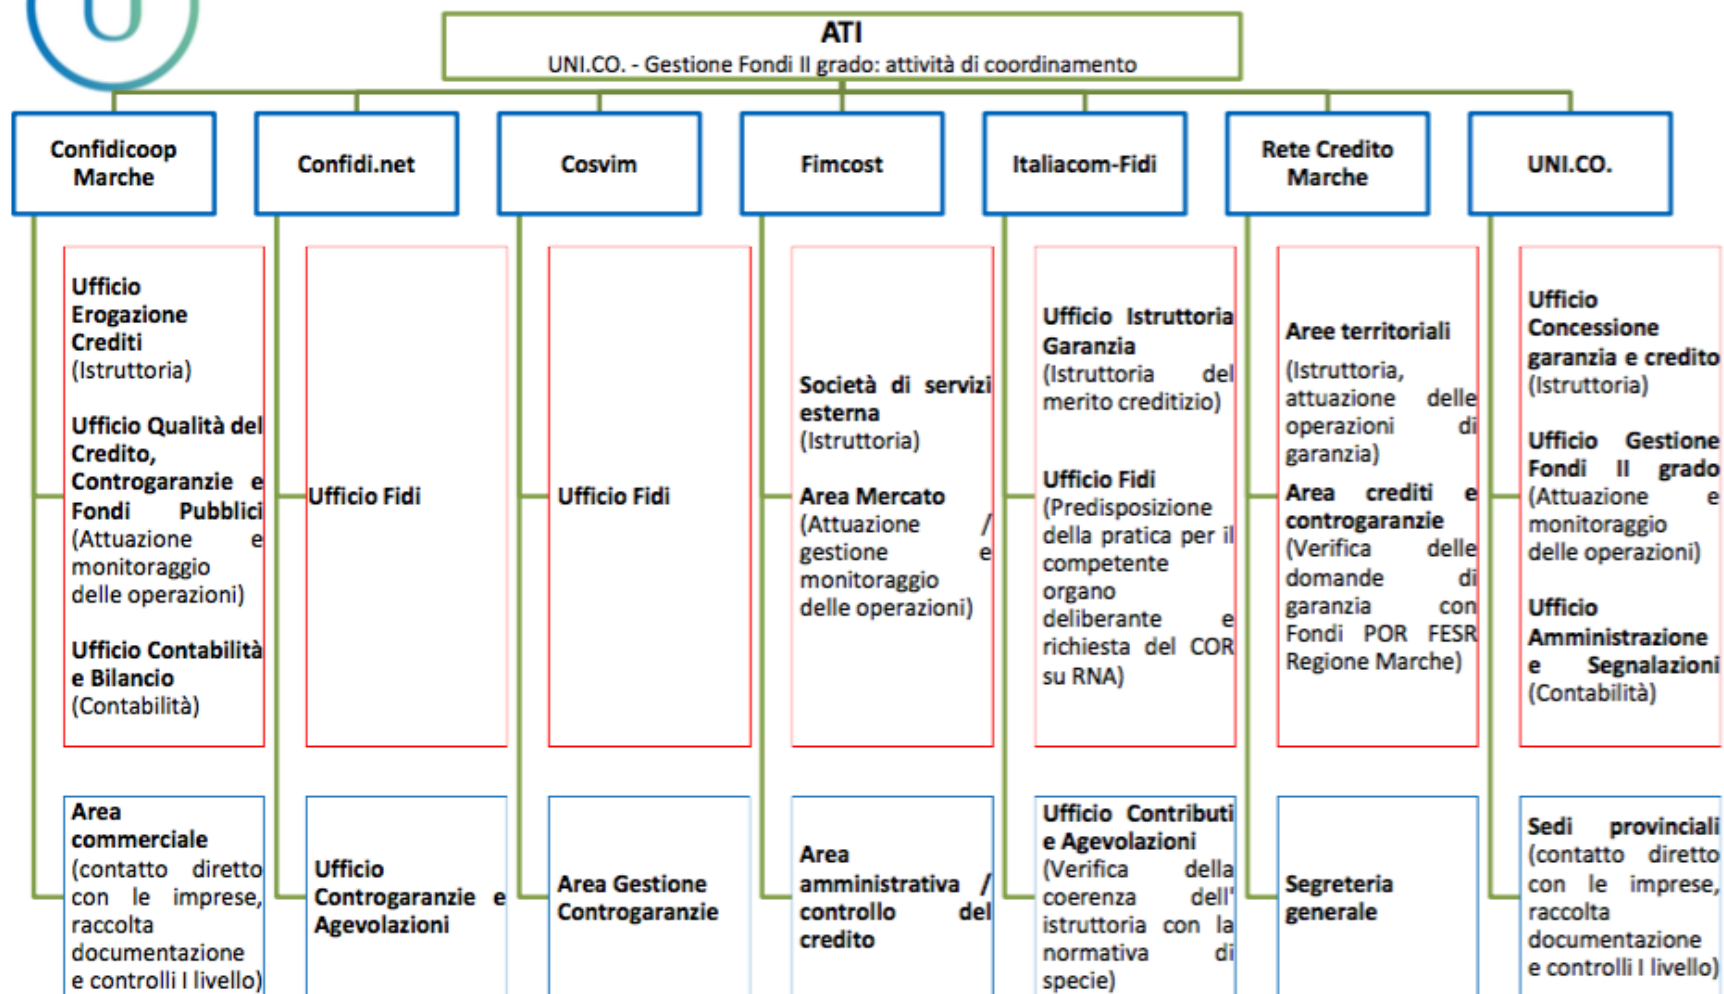 U
ATI
UNI.CO. - Gestione Fondi II grado: attività di coordinamento
Confidicoop
Marche
Confidi.net
Cosvim
Fimcost
Italiacom-Fidi
Rete Credito
Marche
UNI.CO.
Ufficio
Erogazione
Crediti
(Istruttoria)
Ufficio Qualità del
Credito,
Controgaranzie e
Fondi Pubblici
(Attuazione e
monitoraggio
delle operazioni)
Ufficio Contabilità
e Bilancio
(Contabilità)
Ufficio Fidi
Ufficio Fidi
Società di servizi
esterna
(Istruttoria)
Area Mercato
(Attuazione /
gestione e
monitoraggio
delle operazioni)
Ufficio Istruttoria
Garanzia
(Istruttoria del
merito creditizio)
Ufficio Fidi
(Predisposizione
della pratica per il
competente
organo
deliberante e
richiesta del COR
su RNA)
Aree territoriali
(Istruttoria,
attuazione delle
operazioni di
garanzia)
Area crediti e
controgaranzie
(Verifica delle
domande di
garanzia con
Fondi POR FESR
Regione Marche)
Ufficio
Concessione
garanzia e credito
(Istruttoria)
Ufficio Gestione
Fondi II grado
(Attuazione e
monitoraggio
delle operazioni)
Ufficio
Amministrazione
e Segnalazioni
(Contabilità)
Area
commerciale
(contatto diretto
con le imprese,
raccolta
documentazione
e controlli I livello)
Ufficio
Controgaranzie e
Agevolazioni
Area Gestione
Controgaranzie
Area
amministrativa /
controllo del
credito
Ufficio Contributi
e Agevolazioni
(Verifica della
coerenza dell'
istruttoria con la
normativa di
specie)
Segreteria
generale
Sedi provinciali
(contatto diretto
con le imprese,
raccolta
documentazione
e controlli I livello)